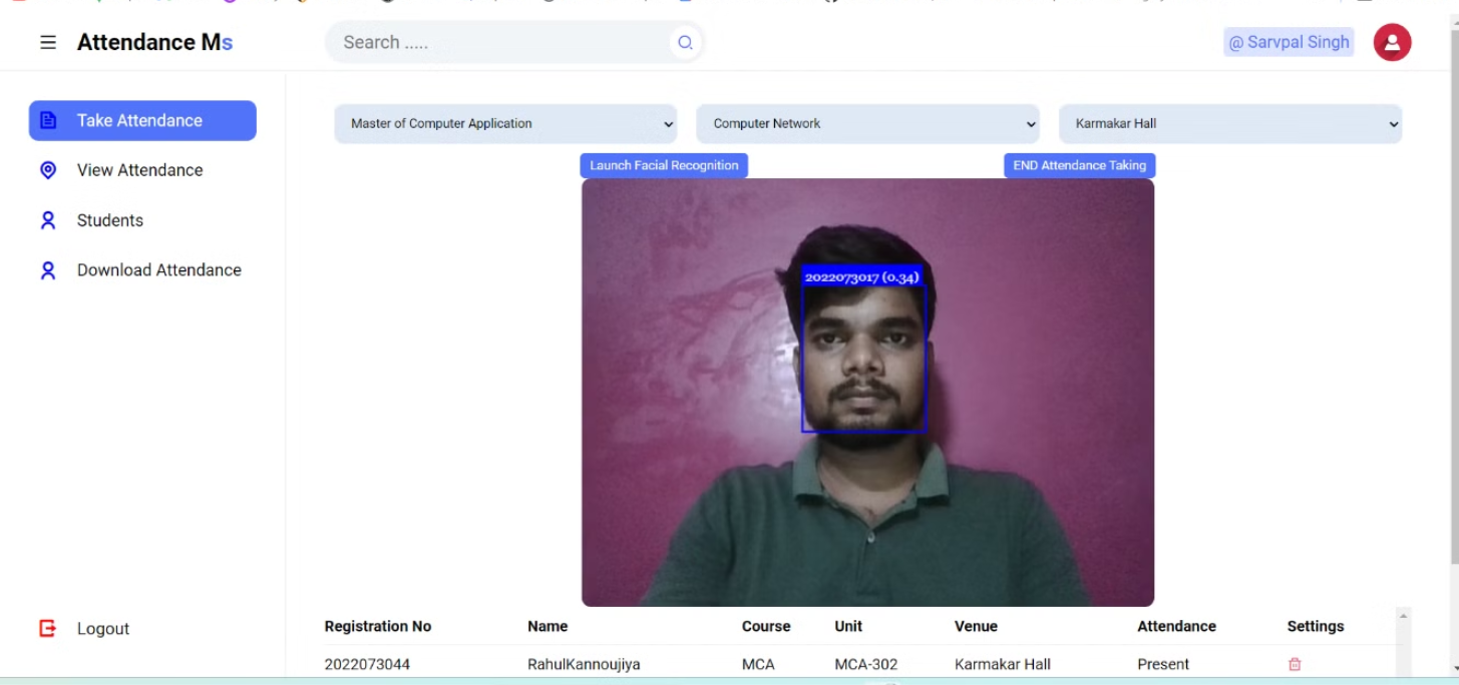 Attendance Ms
Search .....
@ Sarvpal Singh
Take Attendance
View Attendance
Students
Download Attendance
Logout
Master of Computer Application
Computer Network
Karmakar Hall
Launch Facial Recognition
END Attendance Taking
2022073017 (0.34)
Registration No Name Course Unit Venue Attendance Settings
2022073044 RahulKannoujiya MCA MCA-302 Karmakar Hall Present